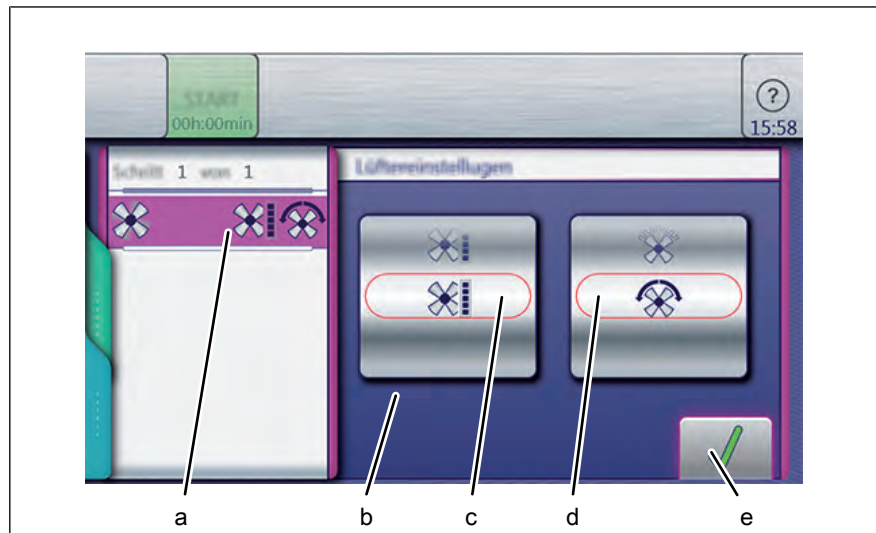 START
00h:00min
?
15:58
Schritt 1 von 1
Lüftereinstellugen
a
b
c
d
e